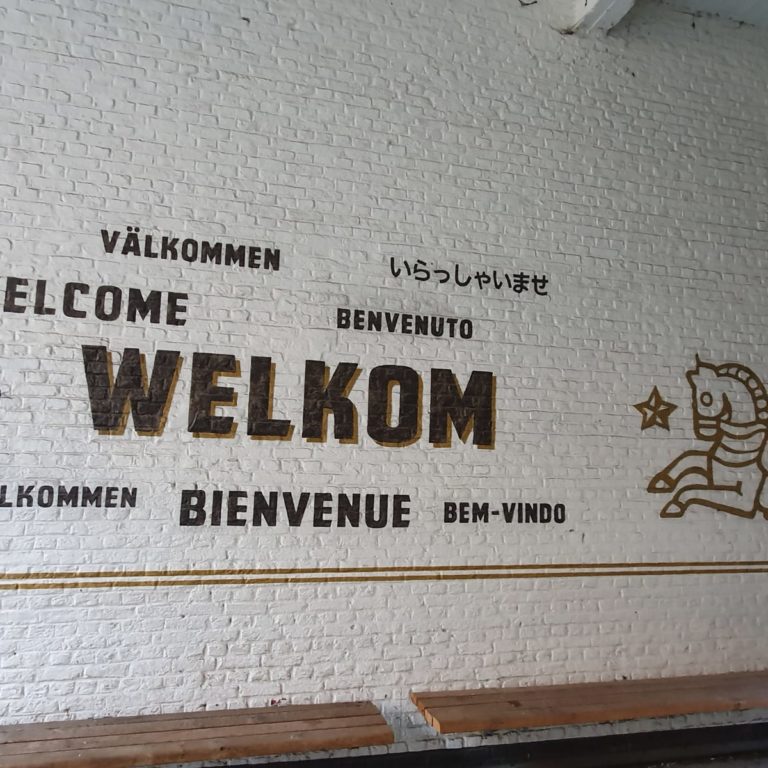 VÄLKOMMEN
いらっしゃいませ
ELCOME
BENVENUTO
WELKOM
LKOMMEN BIENVENUE BEM-VINDO